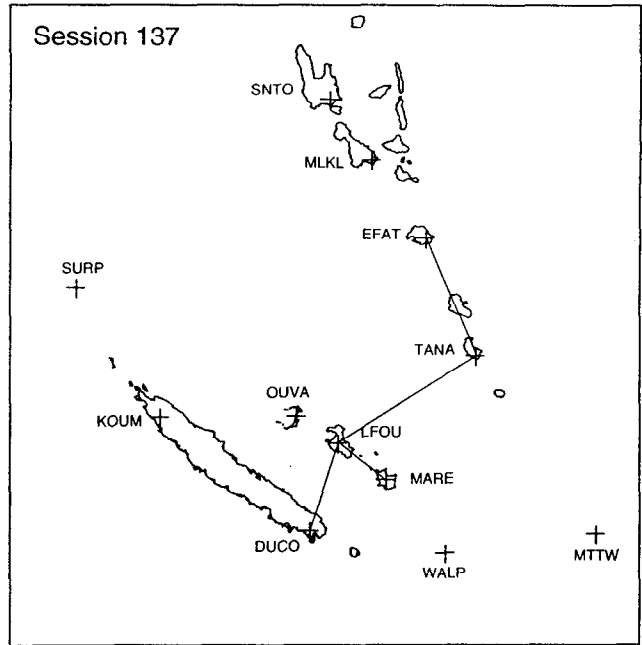 Session 137
SNTO
MLKL
EFAT
SURP
TANA
OUVA
KOUM
LFOU
MARE
DUCO
WALP
MTTW